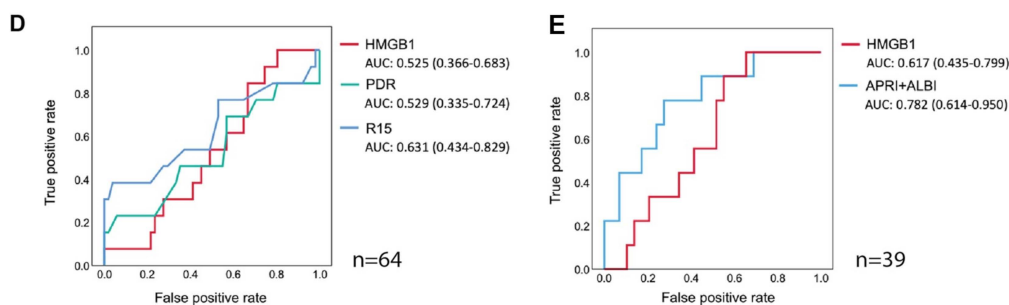 D
HMGB1
AUC: 0.525 (0.366-0.683)
PDR
AUC: 0.529 (0.335-0.724)
R15
AUC: 0.631 (0.434-0.829)
True positive rate
1.0
0.8
0.6
0.4
0.2
0.0
0.0 0.2 0.4 0.6 0.8 1.0
False positive rate
n=64
E
HMGB1
AUC: 0.617 (0.435-0.799)
APRI+ALBI
AUC: 0.782 (0.614-0.950)
True positive rate
1.0
0.8
0.6
0.4
0.2
0.0
0.0 0.2 0.4 0.6 0.8 1.0
False positive rate
n=39